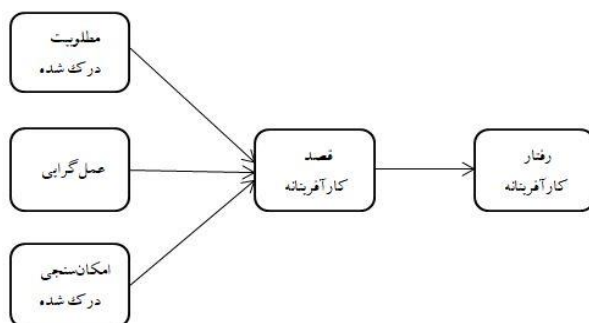 مطلوبیت
درک شده
عمل‌گرایی
امکان‌سنجی
درک شده
قصد
کارآفرینانه
رفتار
کارآفرینانه